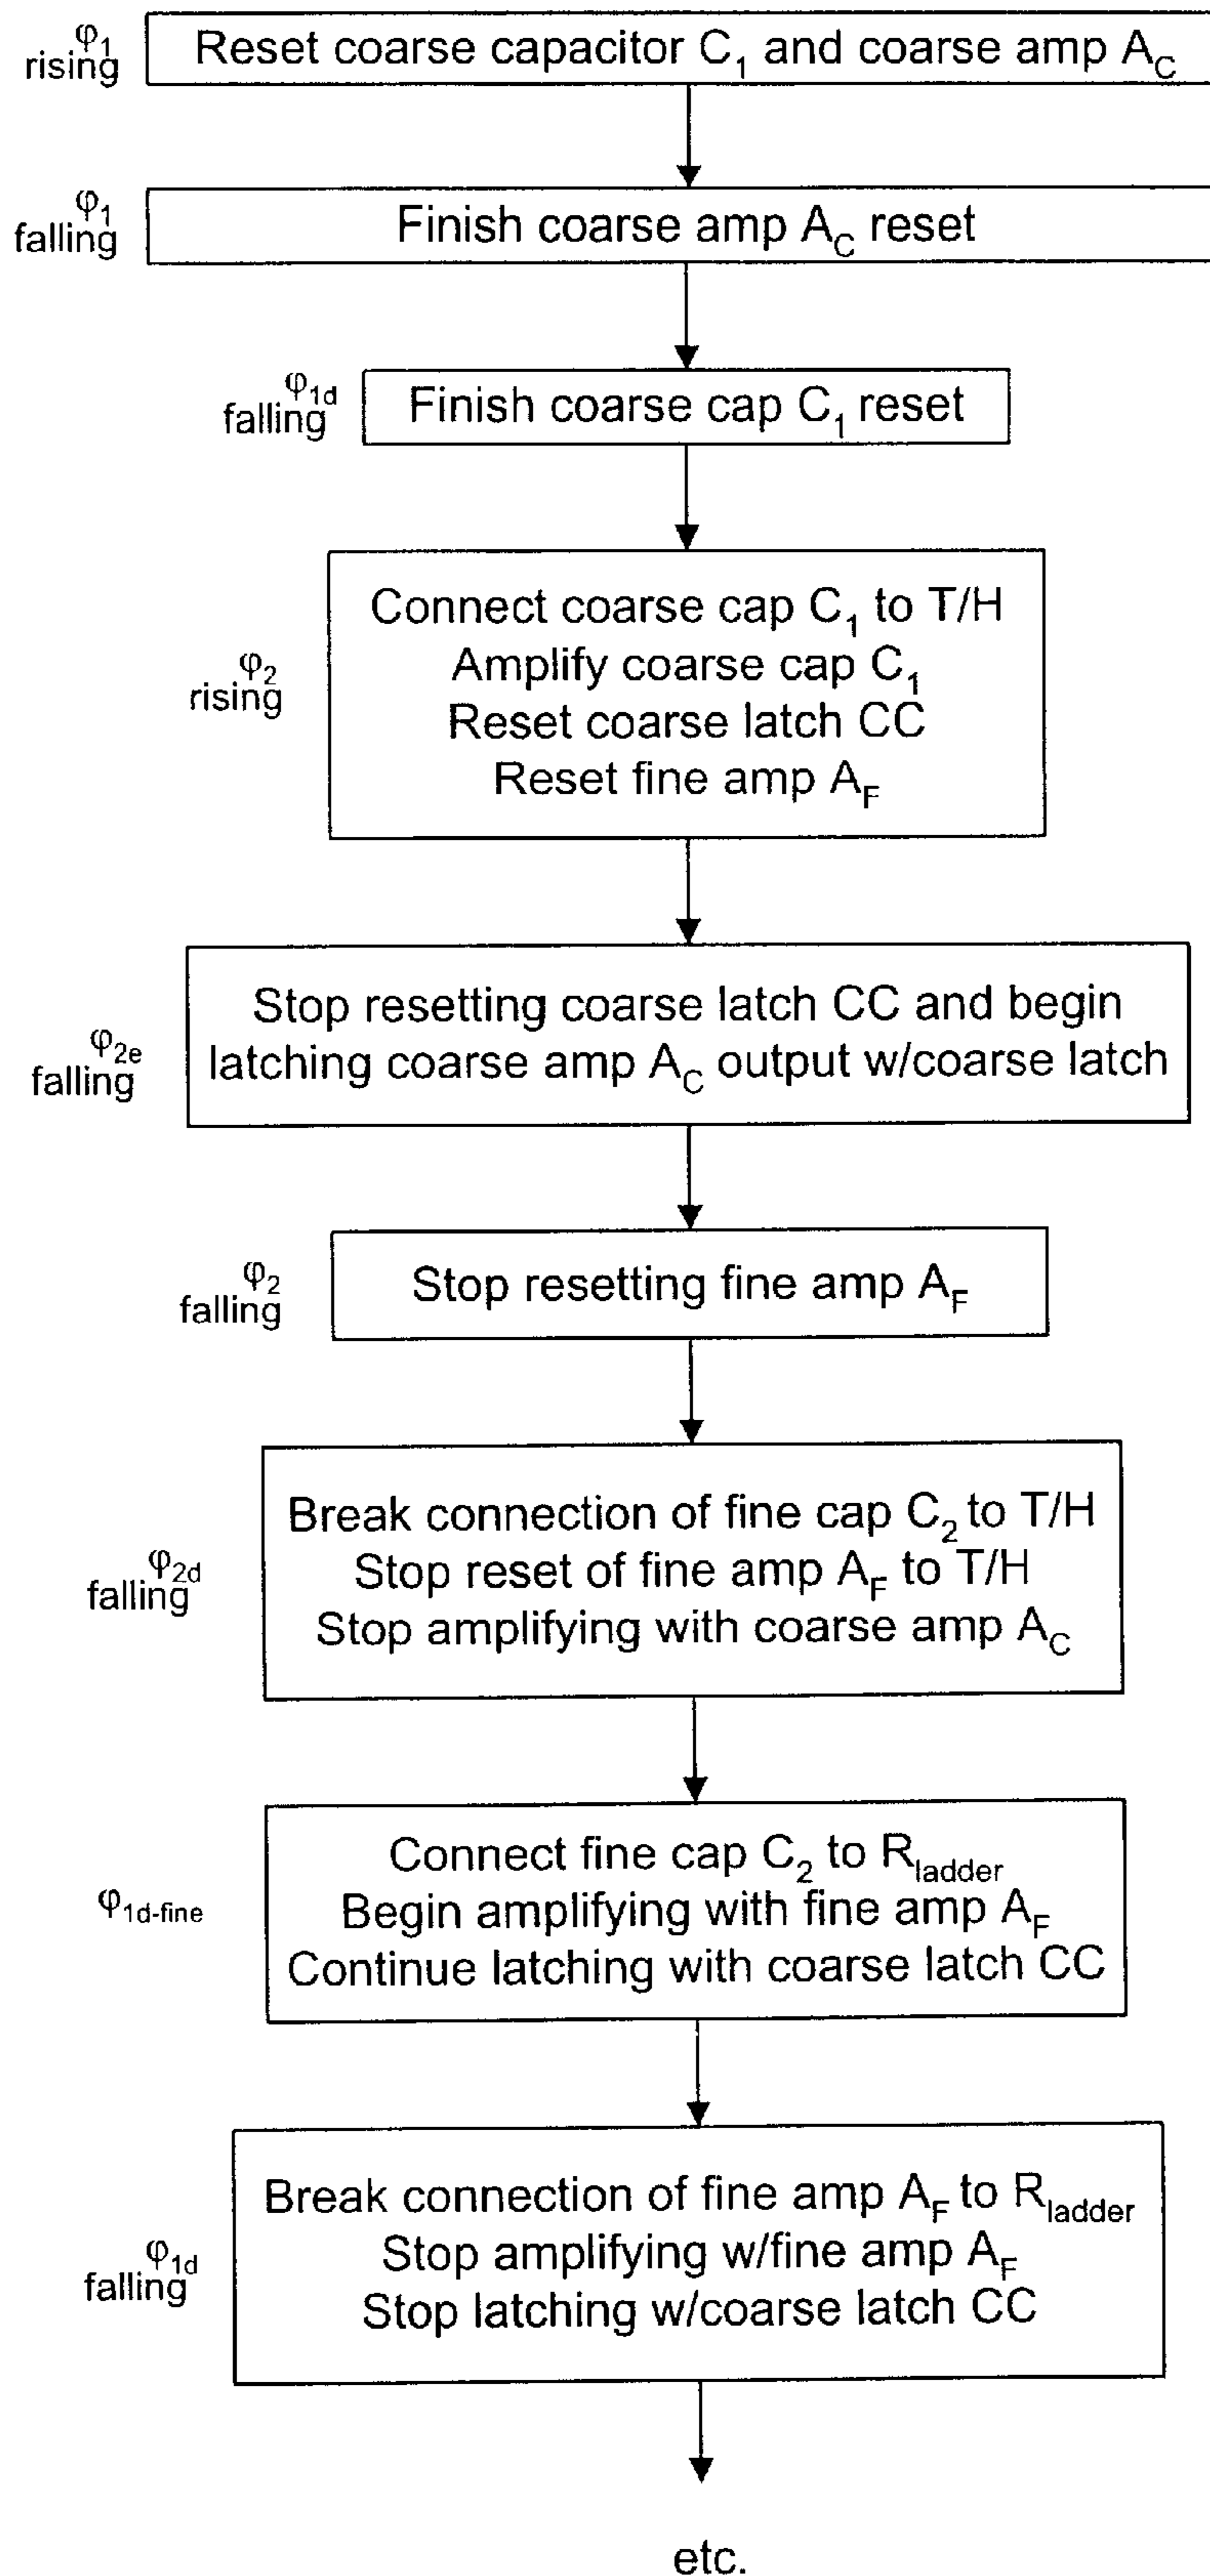 φ1
rising
Reset coarse capacitor C1 and coarse amp AC
φ1
falling
Finish coarse amp AC reset
φ1d
falling
Finish coarse cap C1 reset
φ2
rising
Connect coarse cap C1 to T/H
Amplify coarse cap C1
Reset coarse latch CC
Reset fine amp AF
φ2e
falling
Stop resetting coarse latch CC and begin
latching coarse amp AC output w/coarse latch
φ2
falling
Stop resetting fine amp AF
φ2d
falling
Break connection of fine cap C2 to T/H
Stop reset of fine amp AF to T/H
Stop amplifying with coarse amp AC
φ1d-fine
Connect fine cap C2 to Rladder
Begin amplifying with fine amp AF
Continue latching with coarse latch CC
φ1d
falling
Break connection of fine amp AF to Rladder
Stop amplifying w/fine amp AF
Stop latching w/coarse latch CC
etc.